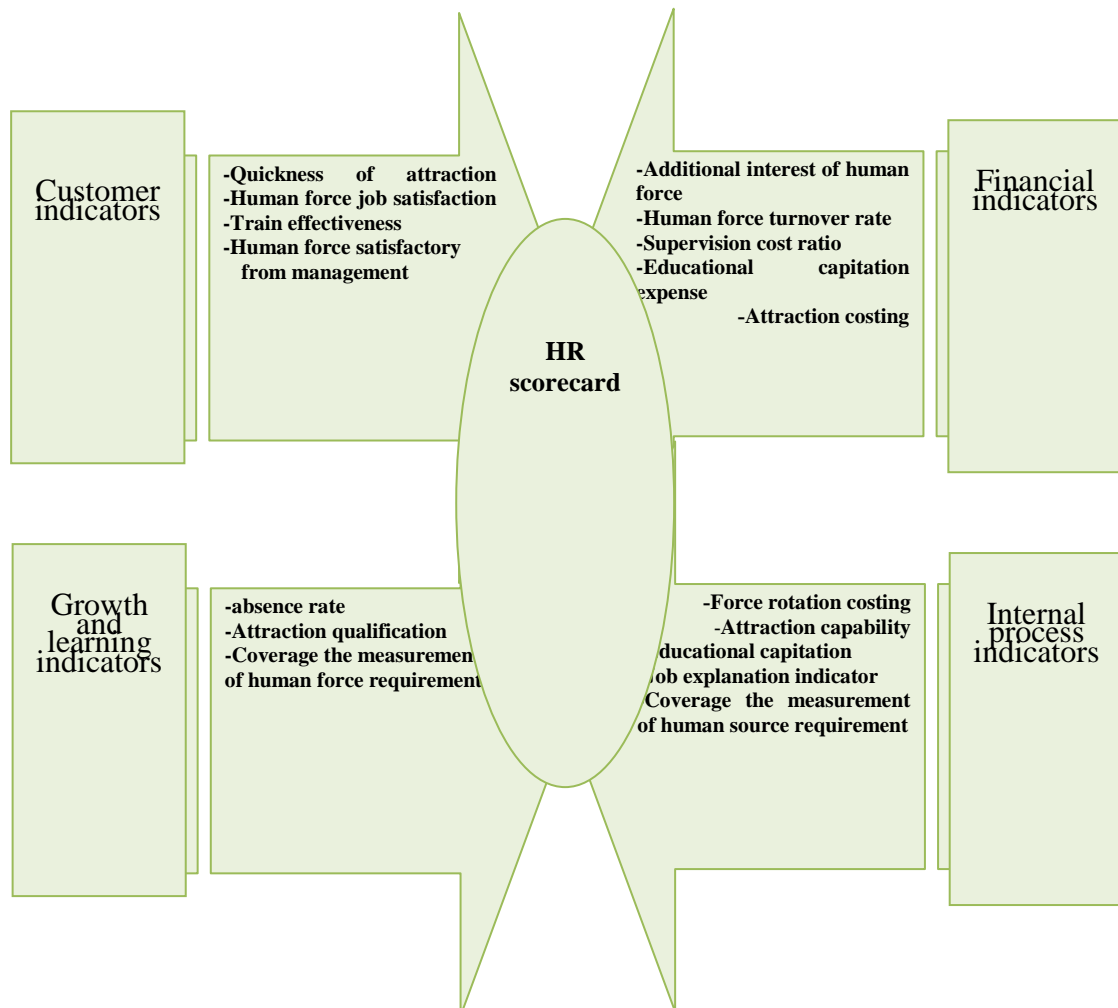 Customer
indicators
-Quickness of attraction
-Human force job satisfaction
-Train effectiveness
-Human force satisfactory
from management
-Additional interest of human
force
-Human force turnover rate
-Supervision cost ratio
-Educational capitation
expense
-Attraction costing
Financial
indicators
HR
scorecard
Growth
and
learning
indicators
-absence rate
-Attraction qualification
-Coverage the measurement
of human force requirement
-Force rotation costing
-Attraction capability
Educational capitation
Job explanation indicator
Coverage the measurement
of human source requirement
Internal
process
indicators